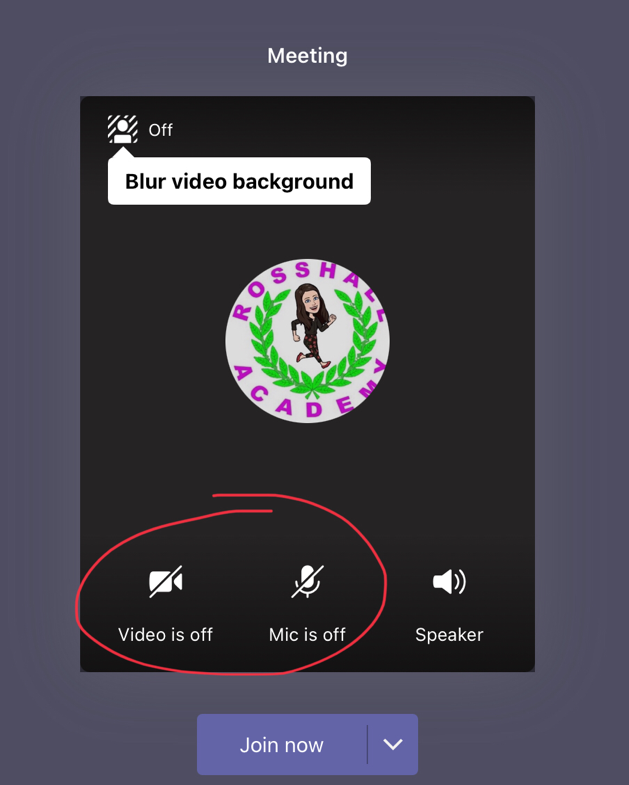 Meeting
Off
Blur video background
ROSSHALL
ACADEMY
Video is off
Mic is off
Speaker
Join now